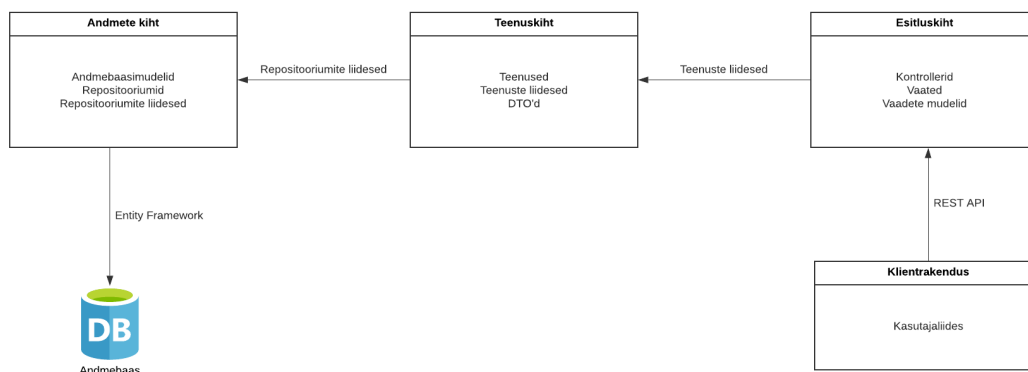 Andmete kiht
Andmebaasimudelid
Repositooriumid
Repositooriumite liidesed
Repositooriumite liidesed
Teenuskiht
Teenused
Teenuste liidesed
DTO'd
Teenuste liidesed
Esitluskiht
Kontrollerid
Vaated
Vaadete mudelid
Entity Framework
REST API
DB
Andmebaas
Klientrakendus
Kasutajaliides